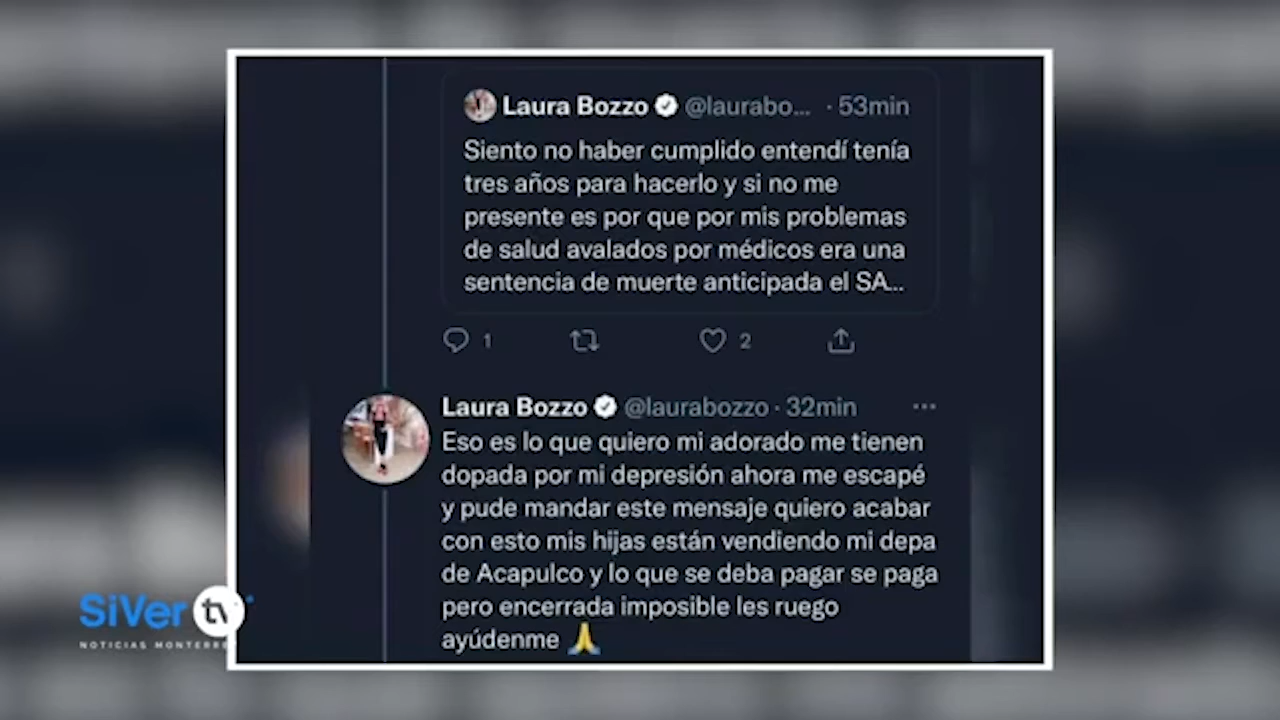 Laura Bozzo @laurabo... · 53min
Siento no haber cumplido entendí tenía
tres años para hacerlo y si no me
presente es por que por mis problemas
de salud avalados por médicos era una
sentencia de muerte anticipada el SA...
1 2
Laura Bozzo @laurabozzo · 32min
Eso es lo que quiero mi adorado me tienen
dopada por mi depresión ahora me escapé
y pude mandar este mensaje quiero acabar
con esto mis hijas están vendiendo mi depa
de Acapulco y lo que se deba pagar se paga
pero encerrada imposible les ruego
ayúdenme 🙏
SiVer tv
NOTICIAS